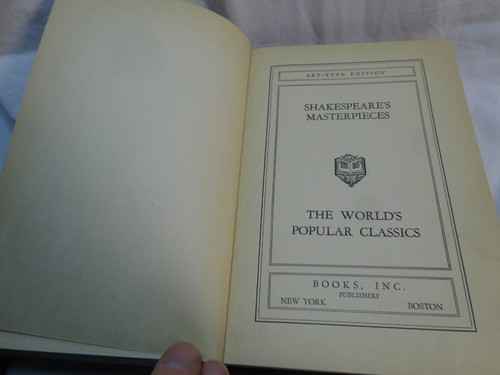 ART-TYPE EDITION
SHAKESPEARE'S
MASTERPIECES
THE WORLD'S
POPULAR CLASSICS
BOOKS, INC.
PUBLISHERS
NEW YORK BOSTON